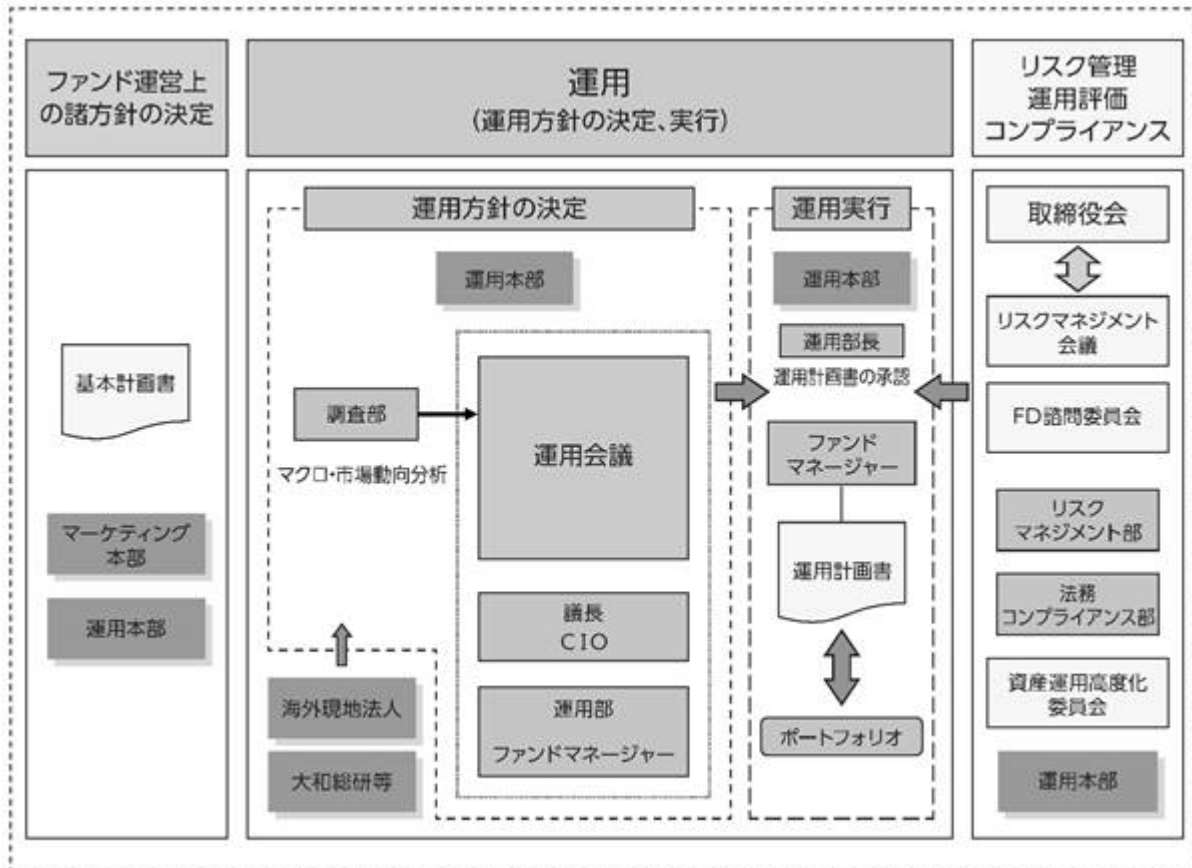 ファンド運営上
の諸方針の決定
運用
(運用方針の決定、実行)
リスク管理
運用評価
コンプライアンス
基本計画書
マーケティング
本部
運用本部
運用方針の決定
運用本部
調査部
マクロ・市場動向分析
運用会議
議長
CIO
運用部
ファンドマネージャー
海外現地法人
大和総研等
運用実行
運用本部
運用部長
運用計画書の承認
ファンド
マネージャー
運用計画書
ポートフォリオ
取締役会
リスクマネジメント
会議
FD諮問委員会
リスク
マネジメント部
法務
コンプライアンス部
資産運用高度化
委員会
運用本部